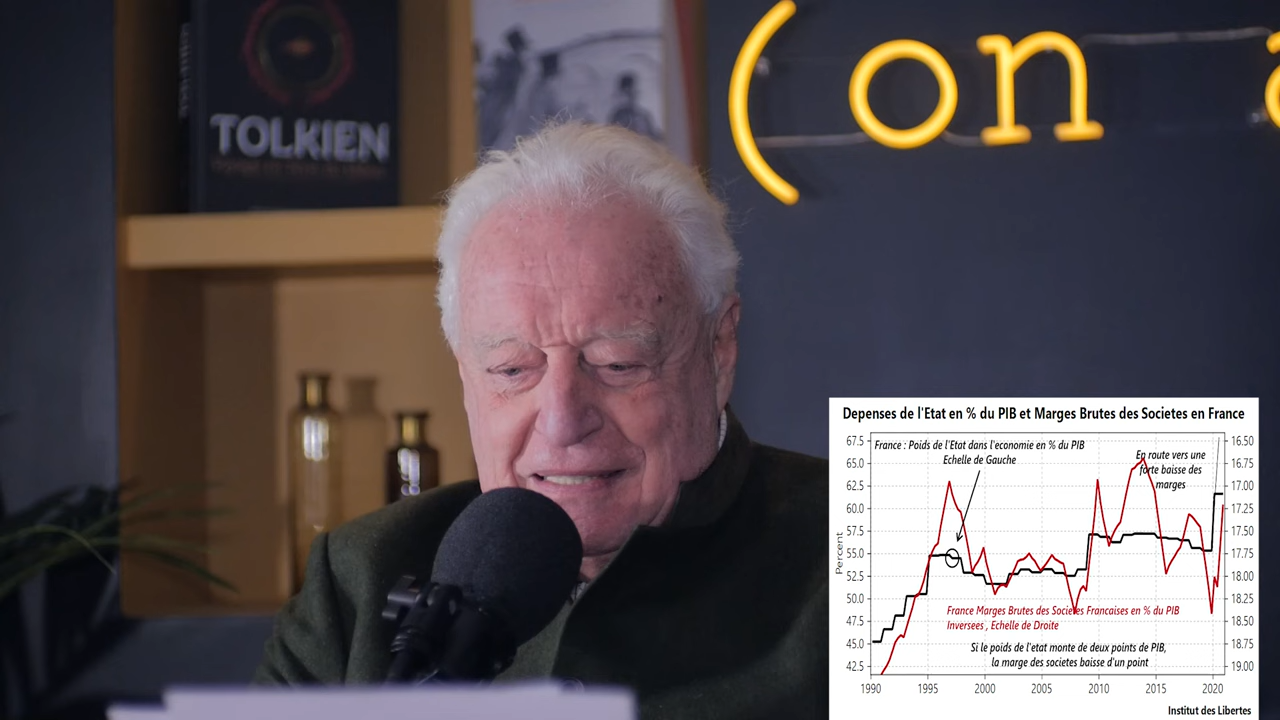 TOLKIEN
(on
Depenses de l'Etat en % du PIB et Marges Brutes des Societes en France
France : Poids de l'Etat dans l'economie en % du PIB
Echelle de Gauche
En route vers une
forte baisse des
marges
67.5
65.0
62.5
60.0
57.5
55.0
52.5
50.0
47.5
45.0
42.5
Percent
16.50
16.75
17.00
17.25
17.50
17.75
18.00
18.25
18.50
18.75
19.00
France Marges Brutes des Societes Francaises en % du PIB
Inversees , Echelle de Droite
Si le poids de l'etat monte de deux points de PIB,
la marge des societes baisse d'un point
1990 1995 2000 2005 2010 2015 2020
Institut des Libertes